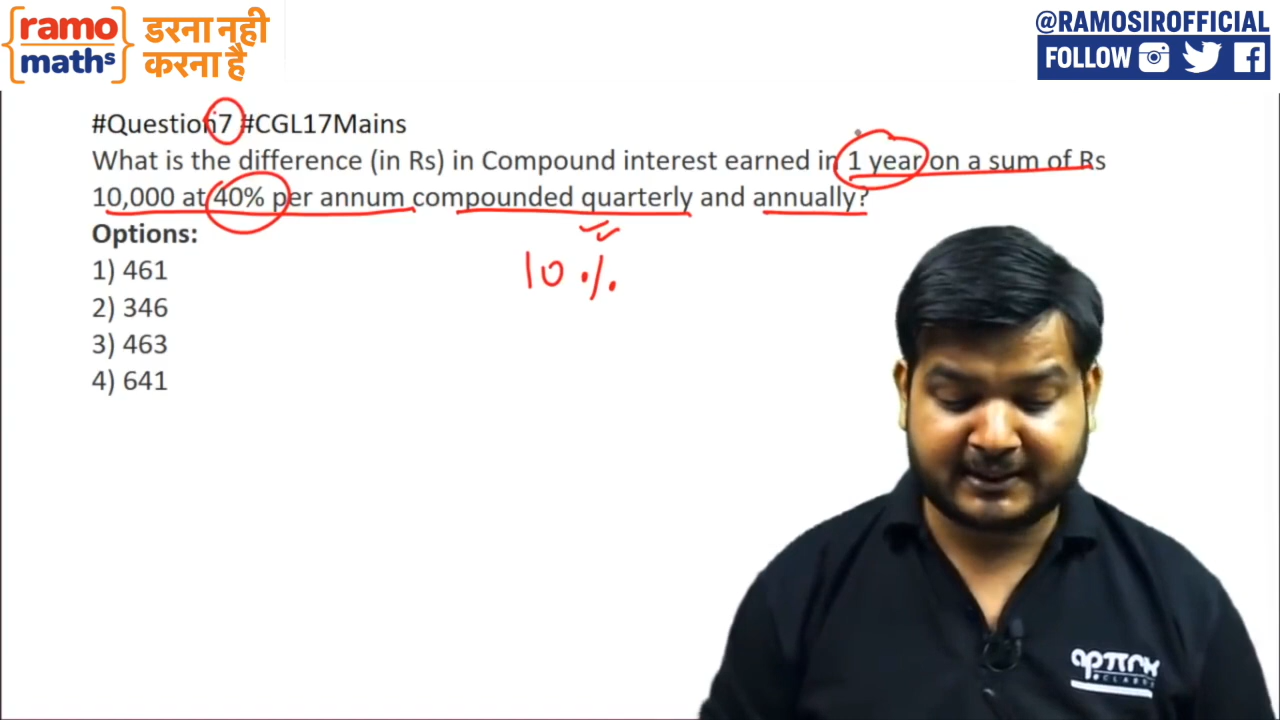 ramo
maths
डरना नही
करना है
@RAMOSIROFFICIAL
FOLLOW
#Question7 #CGL17Mains
What is the difference (in Rs) in Compound interest earned in 1 year on a sum of Rs
10,000 at 40% per annum compounded quarterly and annually?
Options:
1) 461
2) 346
3) 463
4) 641
10%
CLASSES